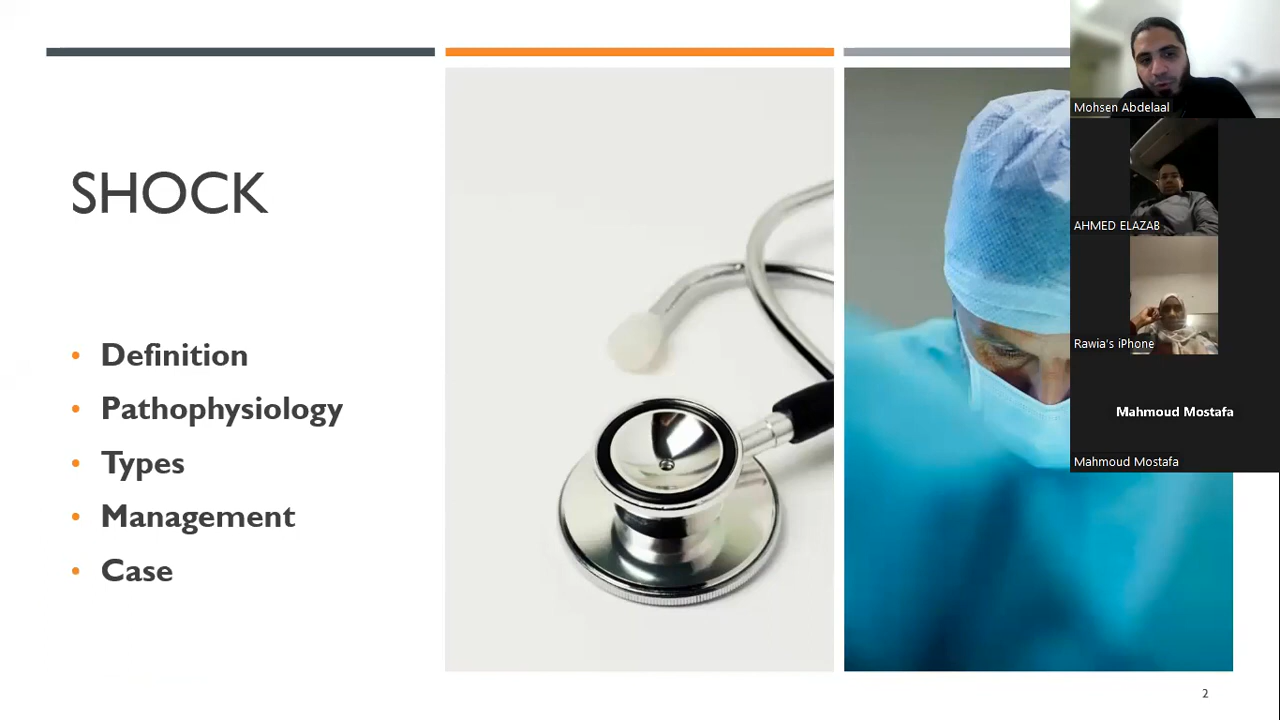 SHOCK
Definition
Pathophysiology
Types
Management
Case
Mohsen Abdelaal
AHMED ELAZAB
Rawia's iPhone
Mahmoud Mostafa
Mahmoud Mostafa
2